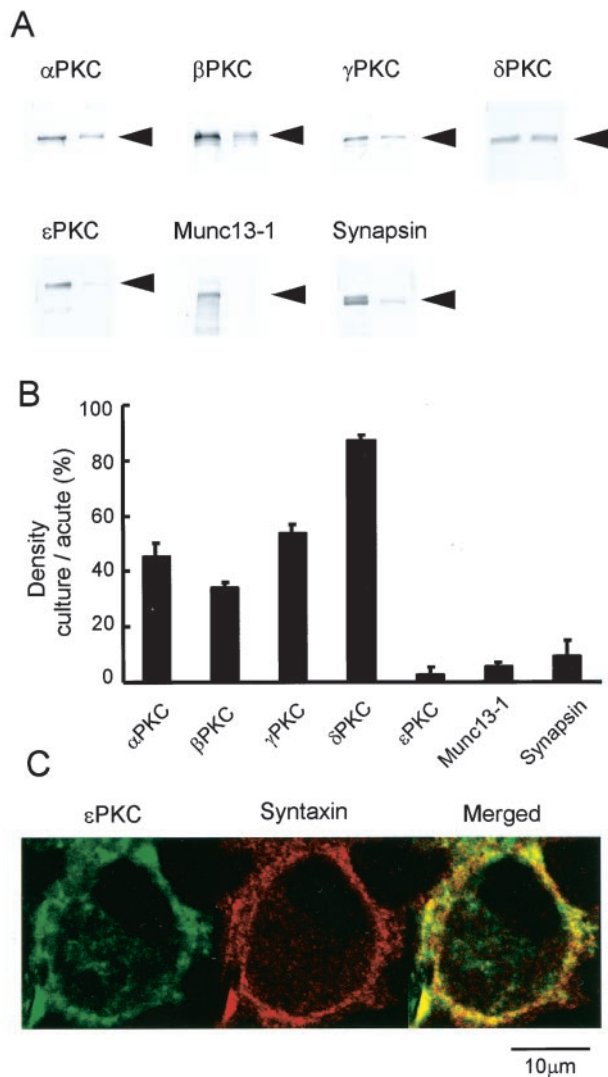 A
αPKC βPKC γPKC δPKC
εPKC Munc13-1 Synapsin
B
Density
culture / acute (%)
100
80
60
40
20
0
αPKC βPKC γPKC δPKC εPKC Munc13-1 Synapsin
C
εPKC Syntaxin Merged
10μm